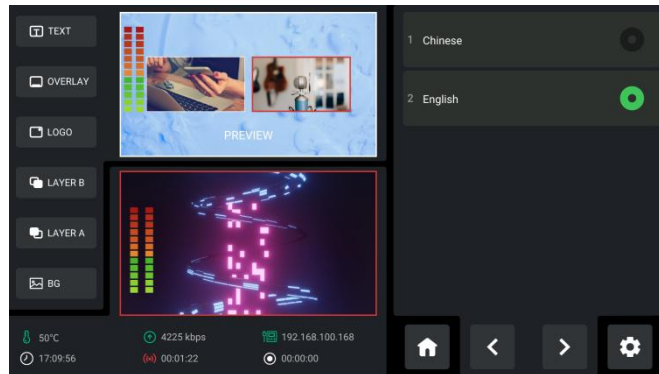 TEXT
OVERLAY
LOGO
LAYER B
LAYER A
BG
PREVIEW
50°C
4225 kbps
192.168.100.168
17:09:56
00:01:22
00:00:00
1 Chinese
2 English